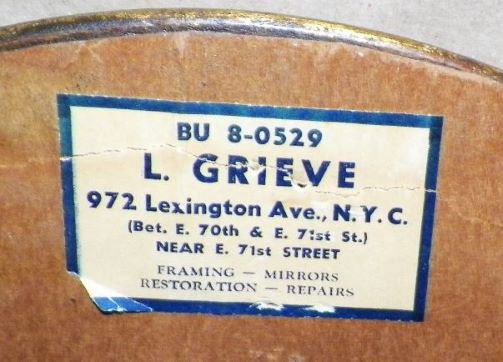 BU 8-0529
L. GRIEVE
972 Lexington Ave., N.Y.C.
(Bet. E. 70th & E. 71st St.)
NEAR E. 71st STREET
FRAMING — MIRRORS
RESTORATION — REPAIRS